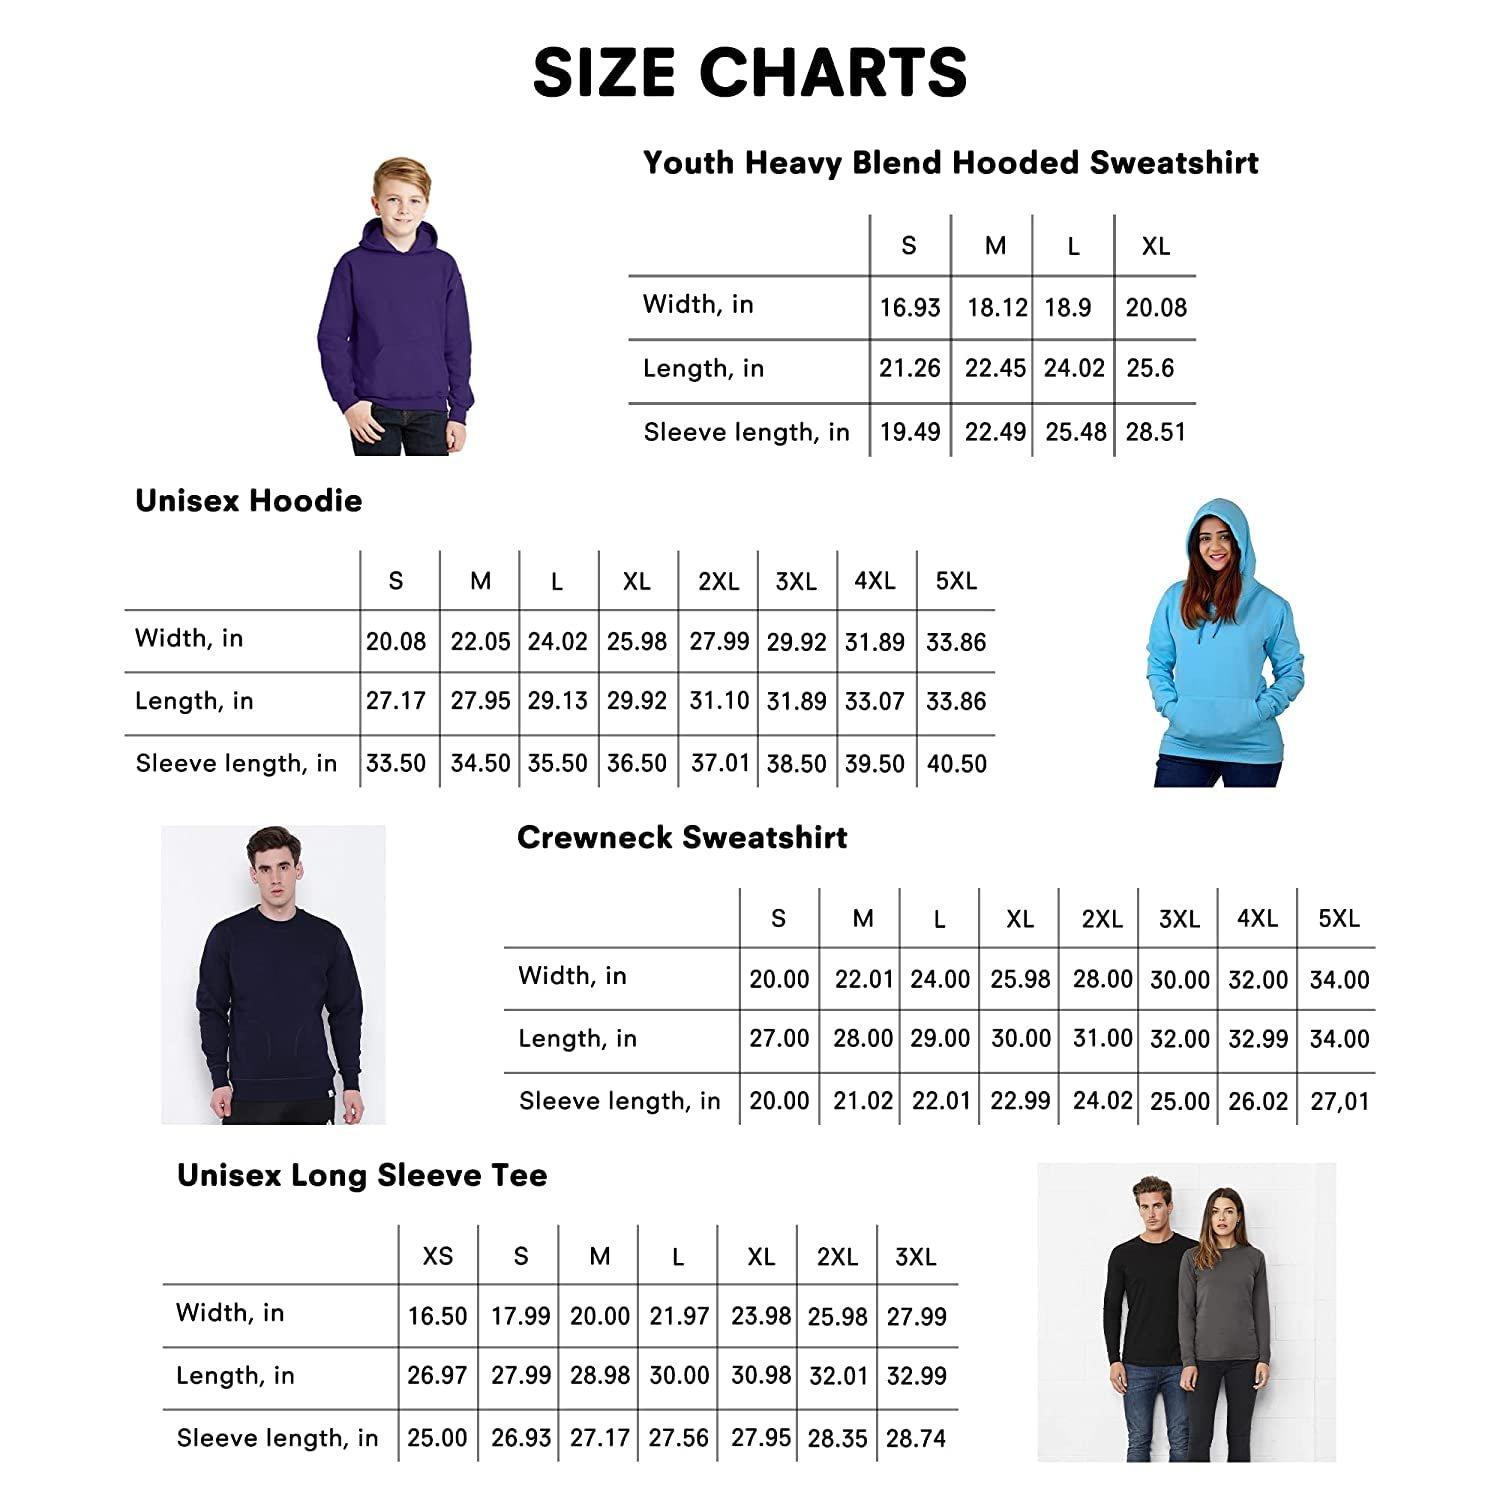 SIZE CHARTS
Youth Heavy Blend Hooded Sweatshirt
S M L XL
Width, in 16.93 18.12 18.9 20.08
Length, in 21.26 22.45 24.02 25.6
Sleeve length, in 19.49 22.49 25.48 28.51
Unisex Hoodie
S M L XL 2XL 3XL 4XL 5XL
Width, in 20.08 22.05 24.02 25.98 27.99 29.92 31.89 33.86
Length, in 27.17 27.95 29.13 29.92 31.10 31.89 33.07 33.86
Sleeve length, in 33.50 34.50 35.50 36.50 37.01 38.50 39.50 40.50
Crewneck Sweatshirt
S M L XL 2XL 3XL 4XL 5XL
Width, in 20.00 22.01 24.00 25.98 28.00 30.00 32.00 34.00
Length, in 27.00 28.00 29.00 30.00 31.00 32.00 32.99 34.00
Sleeve length, in 20.00 21.02 22.01 22.99 24.02 25.00 26.02 27,01
Unisex Long Sleeve Tee
XS S M L XL 2XL 3XL
Width, in 16.50 17.99 20.00 21.97 23.98 25.98 27.99
Length, in 26.97 27.99 28.98 30.00 30.98 32.01 32.99
Sleeve length, in 25.00 26.93 27.17 27.56 27.95 28.35 28.74